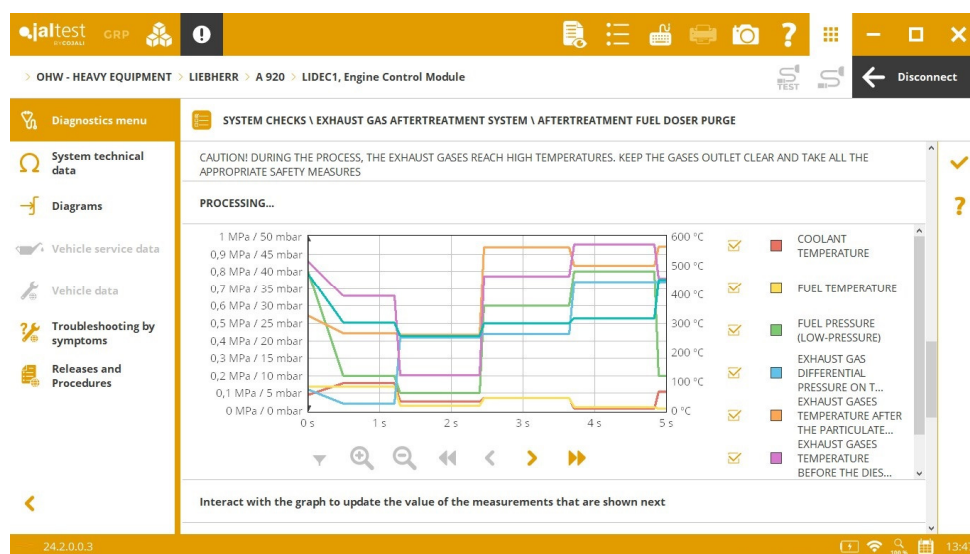 jaltest GRP
BY COJALI
> OHW - HEAVY EQUIPMENT > LIEBHERR > A 920 > LIDEC1, Engine Control Module
TEST
Disconnect
Diagnostics menu
System technical
data
Diagrams
Vehicle service data
Vehicle data
Troubleshooting by
symptoms
Releases and
Procedures
SYSTEM CHECKS \ EXHAUST GAS AFTERTREATMENT SYSTEM \ AFTERTREATMENT FUEL DOSER PURGE
CAUTION! DURING THE PROCESS, THE EXHAUST GASES REACH HIGH TEMPERATURES. KEEP THE GASES OUTLET CLEAR AND TAKE ALL THE
APPROPRIATE SAFETY MEASURES
PROCESSING...
1 MPa / 50 mbar
0,9 MPa / 45 mbar
0,8 MPa / 40 mbar
0,7 MPa / 35 mbar
0,6 MPa / 30 mbar
0,5 MPa / 25 mbar
0,4 MPa / 20 mbar
0,3 MPa / 15 mbar
0,2 MPa / 10 mbar
0,1 MPa / 5 mbar
0 MPa / 0 mbar
600 °C
500 °C
400 °C
300 °C
200 °C
100 °C
0 °C
0 s 1 s 2 s 3 s 4 s 5 s
COOLANT
TEMPERATURE
FUEL TEMPERATURE
FUEL PRESSURE
(LOW-PRESSURE)
EXHAUST GAS
DIFFERENTIAL
PRESSURE ON T...
EXHAUST GASES
TEMPERATURE AFTER
THE PARTICULATE...
EXHAUST GASES
TEMPERATURE
BEFORE THE DIES...
Interact with the graph to update the value of the measurements that are shown next
24.2.0.0.3
100 %